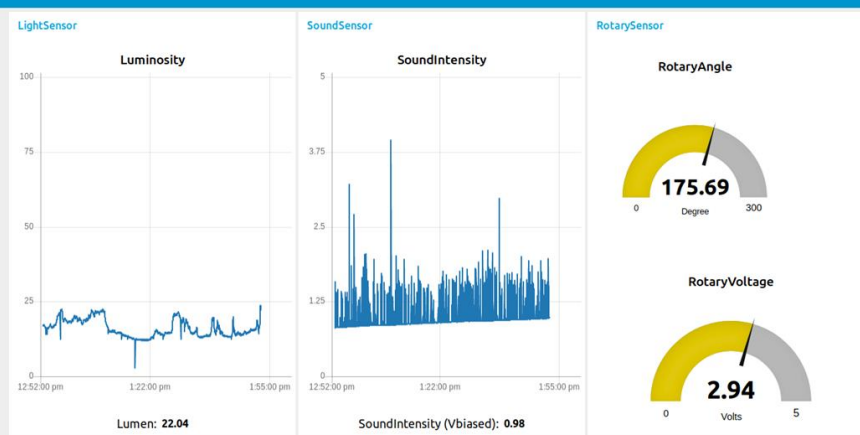 LightSensor
Luminosity
100
75
50
25
0
12:52:00 pm 1:22:00 pm 1:55:00 pm
Lumen: 22.04
SoundSensor
SoundIntensity
5
3.75
2.5
1.25
0
12:52:00 pm 1:22:00 pm 1:55:00 pm
SoundIntensity (Vbiased): 0.98
RotarySensor
RotaryAngle
175.69
0 Degree 300
RotaryVoltage
2.94
0 Volts 5